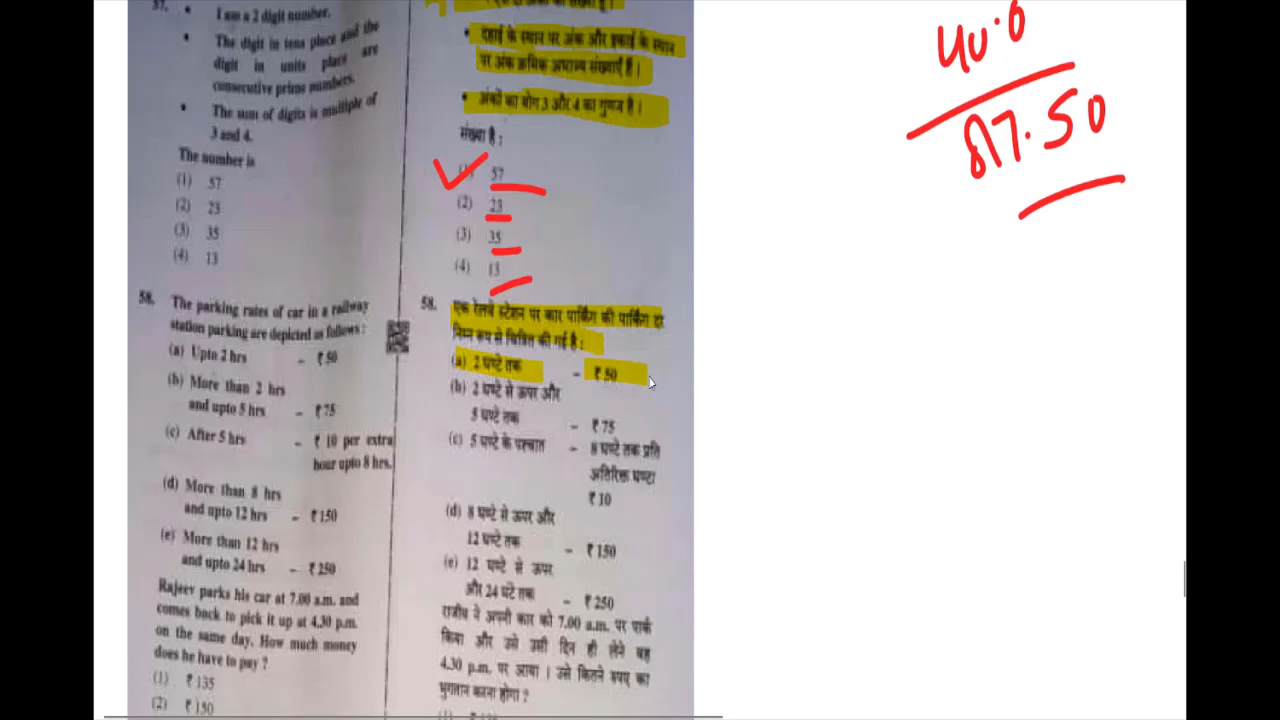 57.
• I am a 2 digit number.
• The digit in tens place and the
digit in units place are
consecutive prime numbers.
• The sum of digits is multiple of
3 and 4.
The number is
(1) 57
(2) 23
(3) 35
(4) 13
58. The parking rates of car in a railway
station parking are depicted as follows :
(a) Upto 2 hrs – ₹ 50
(b) More than 2 hrs
and upto 5 hrs – ₹ 75
(c) After 5 hrs – ₹ 10 per extra
hour upto 8 hrs.
(d) More than 8 hrs
and upto 12 hrs – ₹ 150
(e) More than 12 hrs
and upto 24 hrs – ₹ 250
Rajeev parks his car at 7.00 a.m. and
comes back to pick it up at 4.30 p.m.
on the same day. How much money
does he have to pay ?
(1) ₹ 135
(2) ₹ 150
• दहाई के स्थान पर अंक और इकाई के स्थान
पर अंक क्रमिक अभाज्य संख्याएँ हैं।
• अंकों का योग 3 और 4 का गुणज है।
संख्या है :
(1) 57
(2) 23
(3) 35
(4) 13
58. एक रेलवे स्टेशन पर कार पार्किंग की पार्किंग दर
निम्न रूप से चित्रित की गई है :
(a) 2 घण्टे तक – ₹ 50
(b) 2 घण्टे से ऊपर और
5 घण्टे तक – ₹ 75
(c) 5 घण्टे के पश्चात – 8 घण्टे तक प्रति
अतिरिक्त घण्टा
₹ 10
(d) 8 घण्टे से ऊपर और
12 घण्टे तक – ₹ 150
(e) 12 घण्टे से ऊपर
और 24 घंटे तक – ₹ 250
राजीव ने अपनी कार को 7.00 a.m. पर पार्क
किया और उसे उसी दिन ही लेने वह
4.30 p.m. पर आया । उसे कितने रुपए का
भुगतान करना होगा ?
40.0
87.50